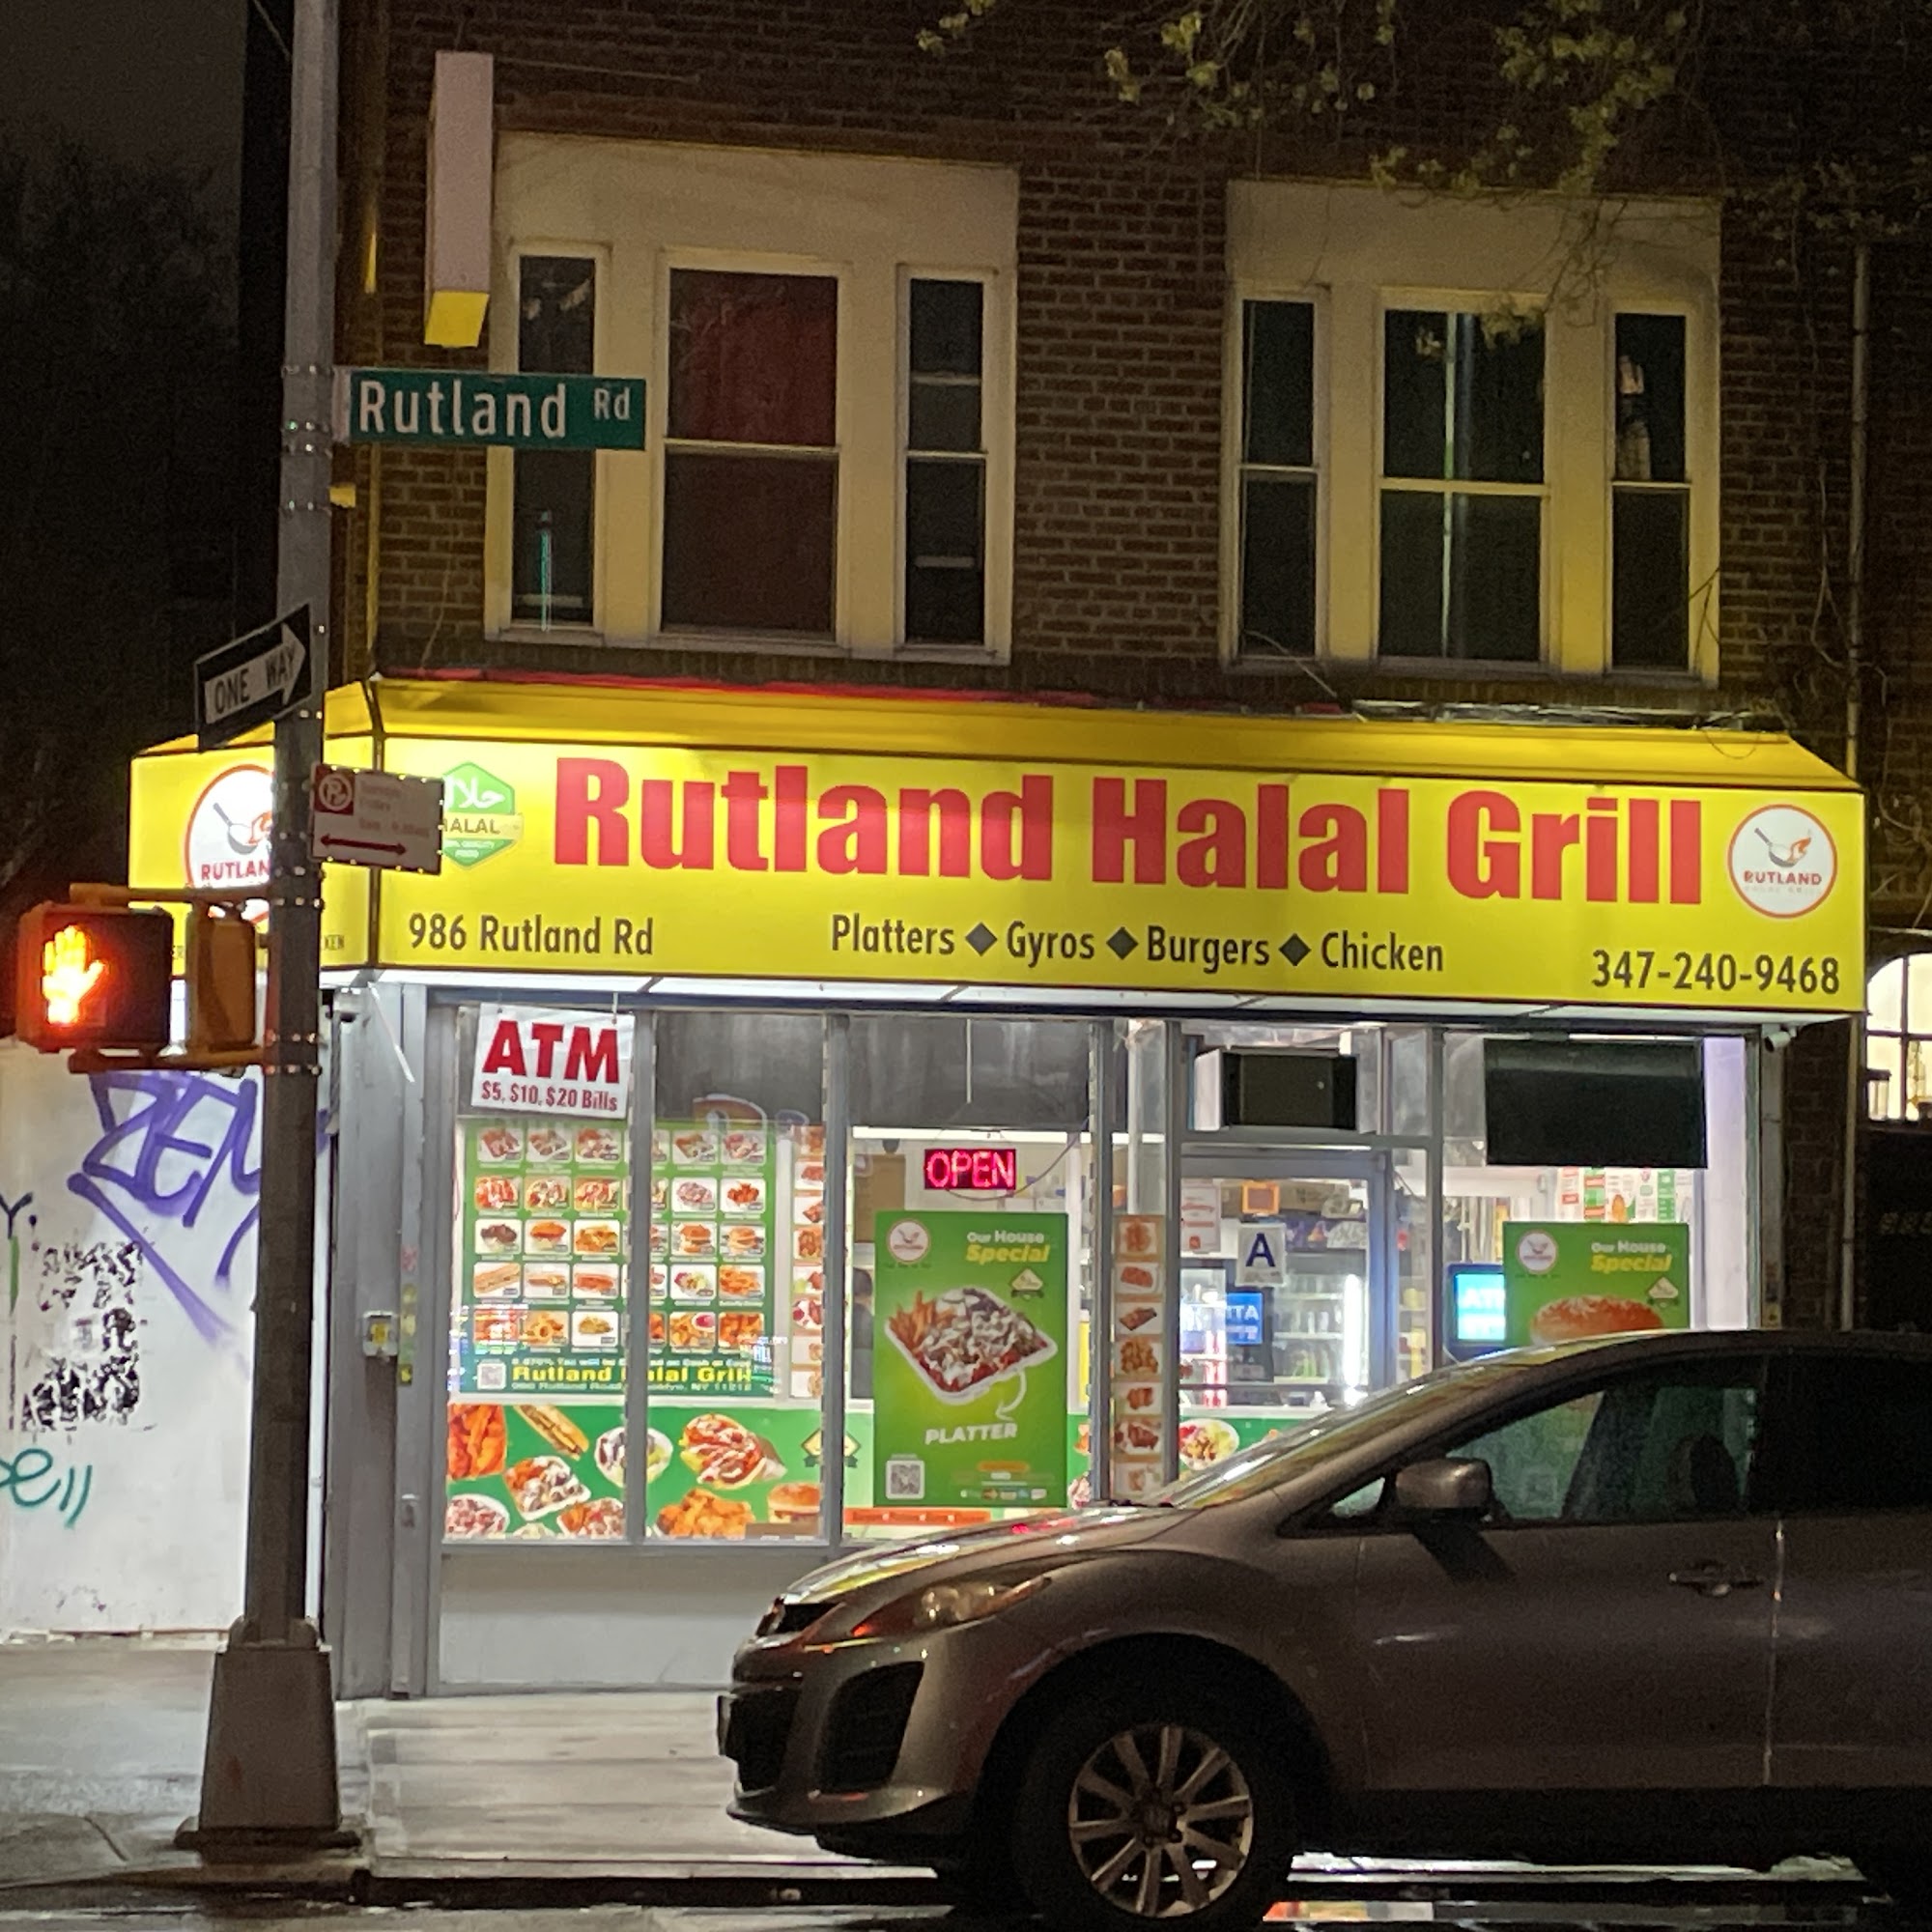 Rutland Rd
ONE WAY
حلال
HALAL
Rutland Halal Grill
RUTLAND
RUTLAND
986 Rutland Rd
Platters ◆ Gyros ◆ Burgers ◆ Chicken
347-240-9468
ATM
$5, $10, $20 Bills
OPEN
A
Our House
Special
PLATTER
Our House
Special
Rutland Halal Grill
ZEN